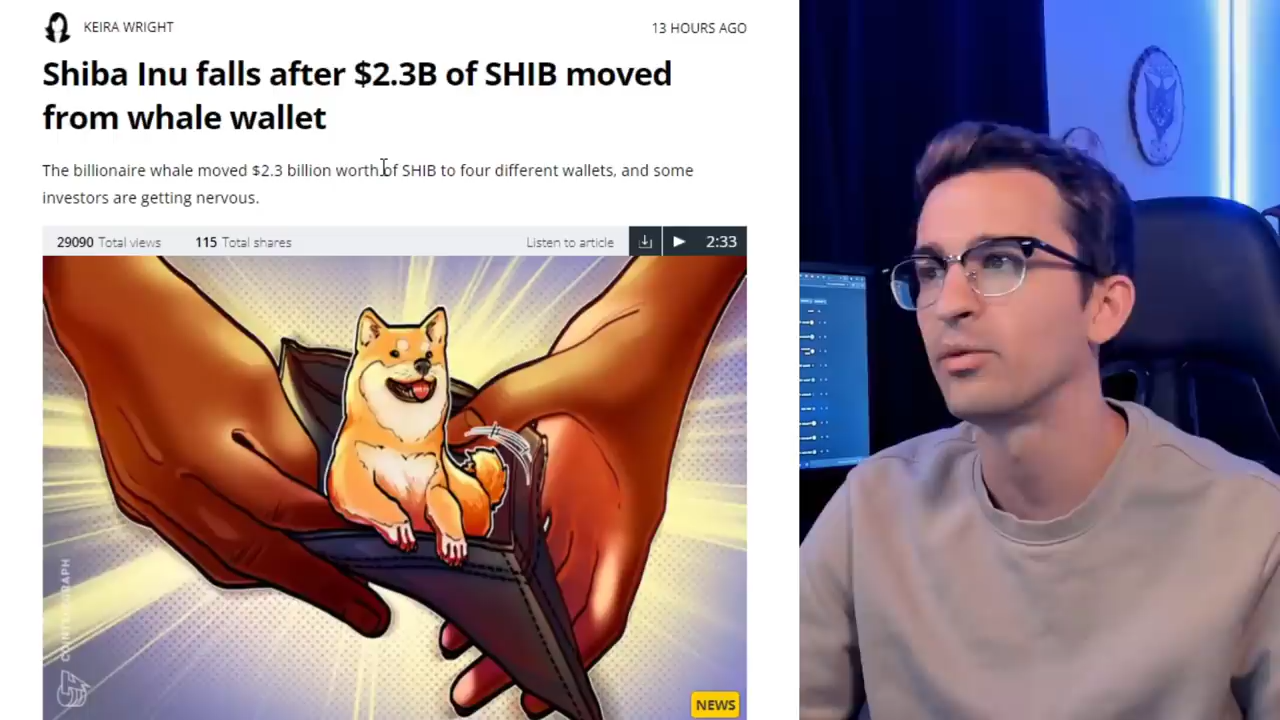 KEIRA WRIGHT
13 HOURS AGO
Shiba Inu falls after $2.3B of SHIB moved
from whale wallet
The billionaire whale moved $2.3 billion worth of SHIB to four different wallets, and some
investors are getting nervous.
29090 Total views 115 Total shares Listen to article 2:33
COINTELEGRAPH
NEWS